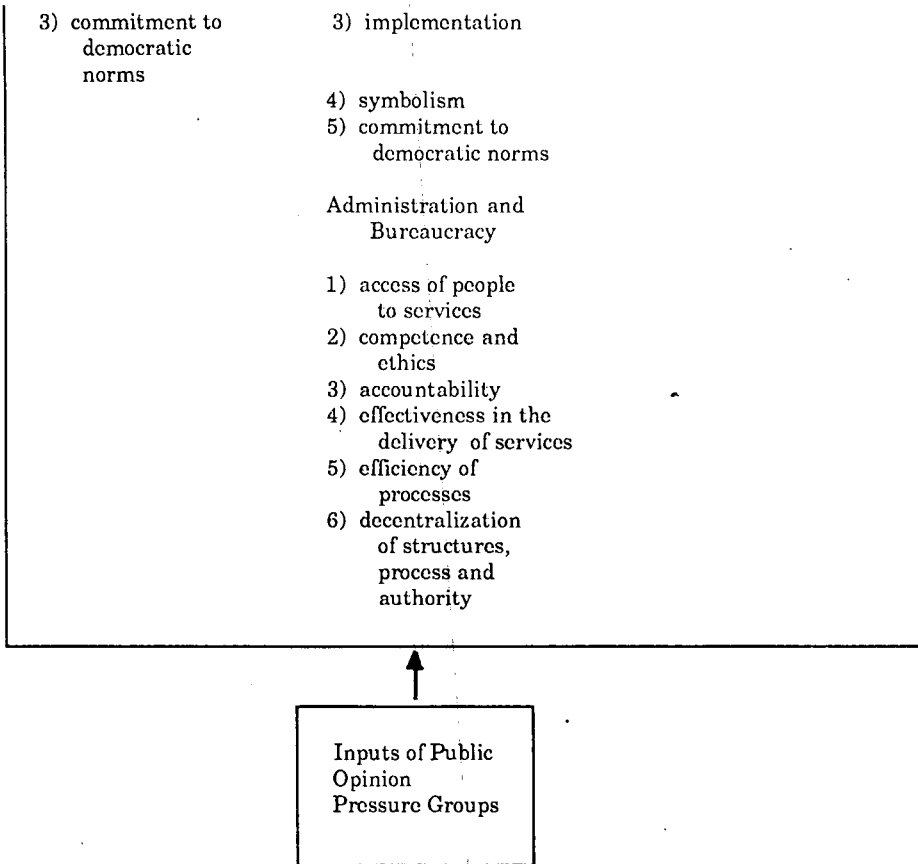 3) commitment to
democratic
norms
3) implementation
4) symbolism
5) commitment to
democratic norms
Administration and
Bureaucracy
1) access of people
to services
2) competence and
ethics
3) accountability
4) effectiveness in the
delivery of services
5) efficiency of
processes
6) decentralization
of structures,
process and
authority
Inputs of Public
Opinion
Pressure Groups